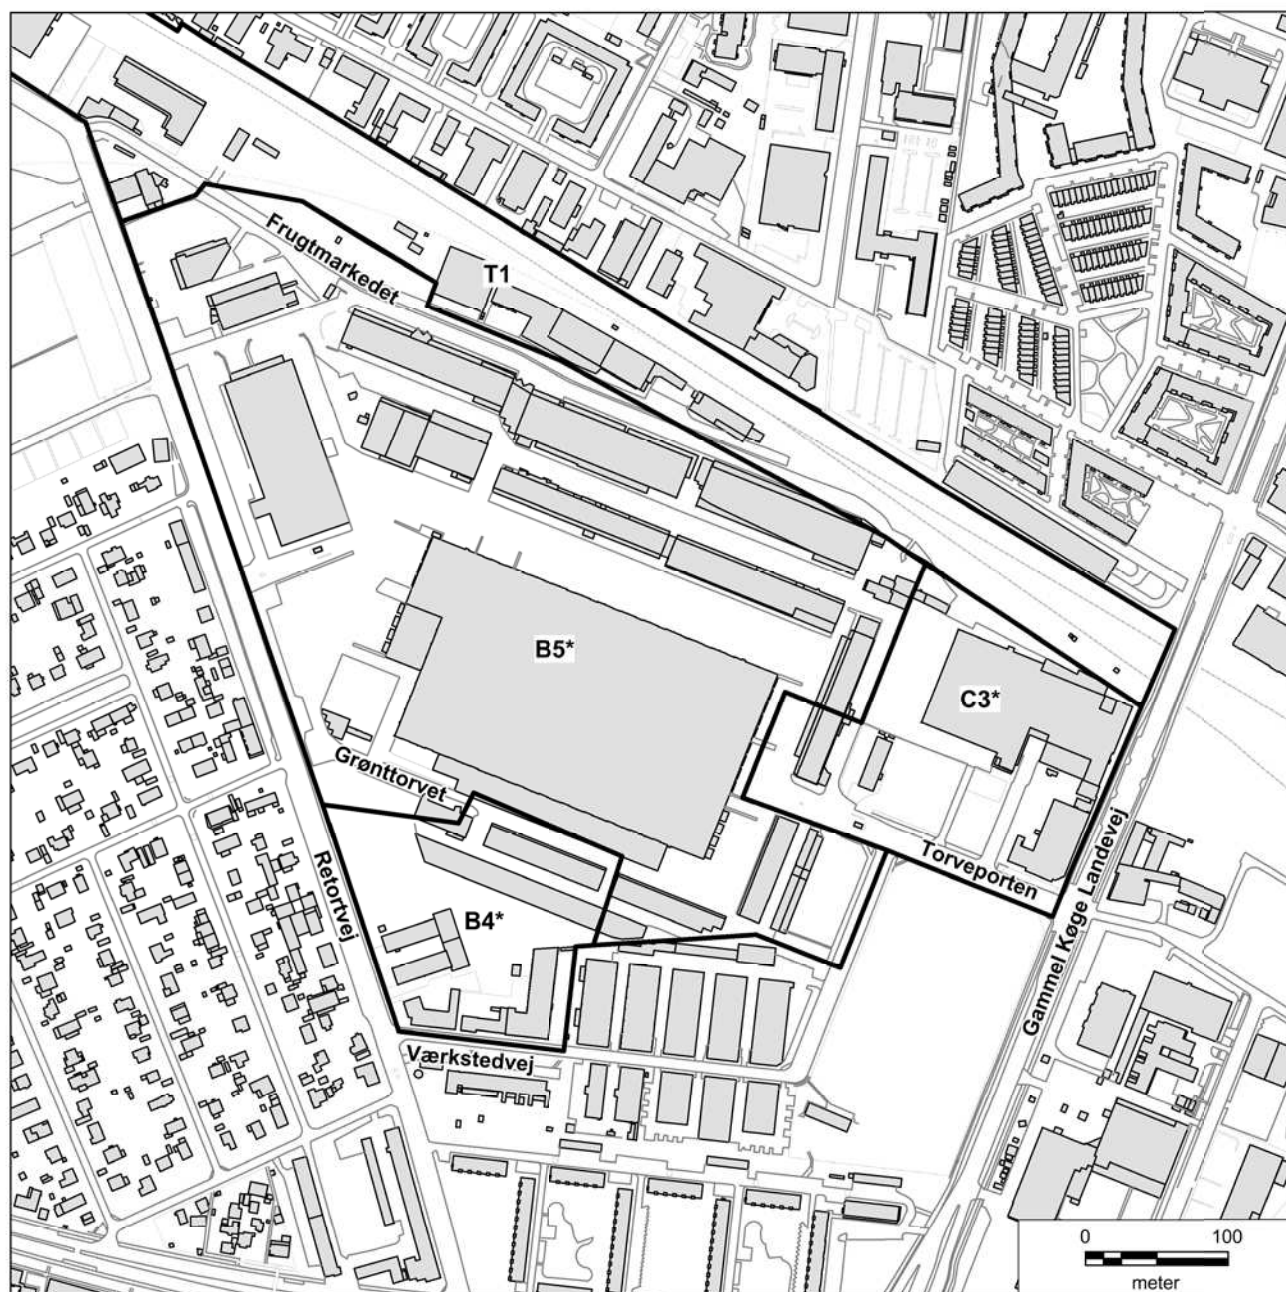 Frugtmarkedet
T1
B5*
C3*
Grønttorvet
Torveporten
Retortvej
B4*
Gammel Køge Landevej
Værkstedvej
0 100
meter